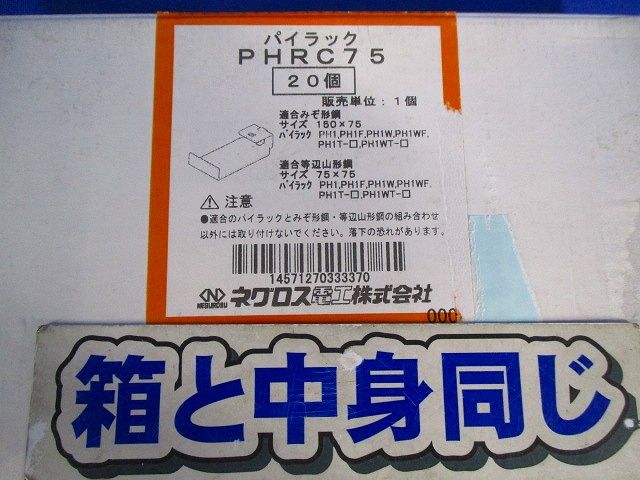 パイラック
PHRC75
20個
販売単位：1個
適合みぞ形鋼
サイズ 150×75
パイラック PH1,PH1F,PH1W,PH1WF,
PH1T-□,PH1WT-□
適合等辺山形鋼
サイズ 75×75
パイラック PH1,PH1F,PH1W,PH1WF,
PH1T-□,PH1WT-□
⚠ 注意
●適合のパイラックとみぞ形鋼・等辺山形鋼の組み合わせ
以外には取り付けないでください。落下の恐れがあります。
14571270333370
NEGUROSU ネグロス電工株式会社
000
箱と中身同じ